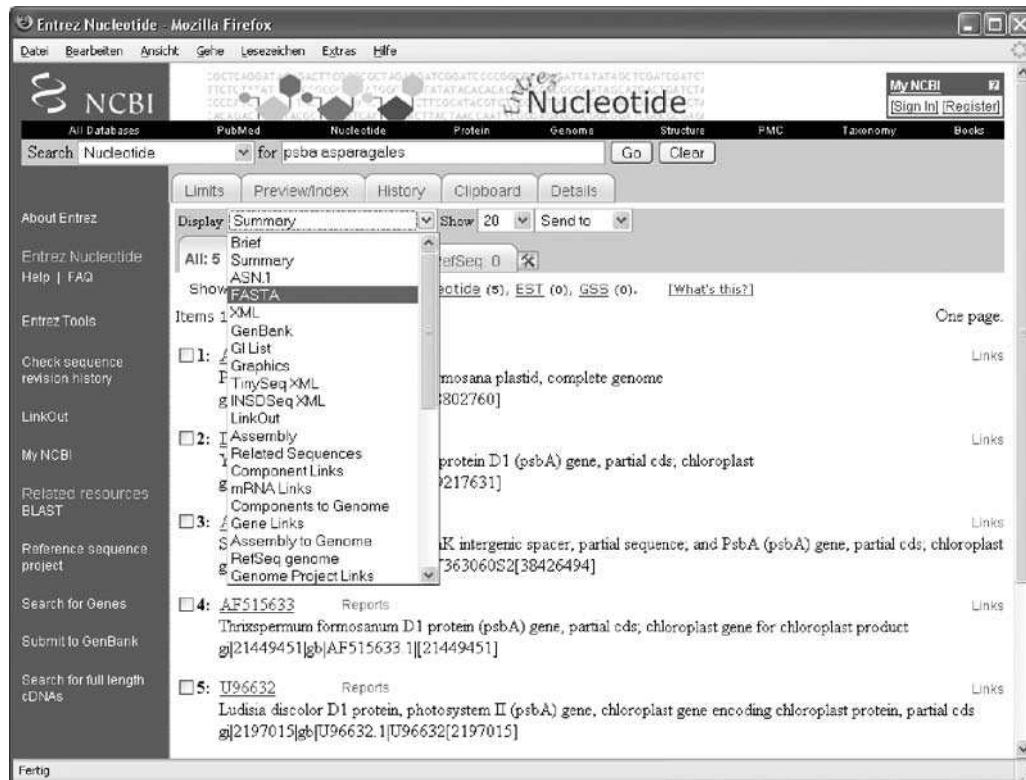 Entrez Nucleotide - Mozilla Firefox
Datei Bearbeiten Ansicht Gehe Lesezeichen Extras Hilfe
NCBI
Entrez
Nucleotide
My NCBI ?
[Sign In] [Register]
All Databases PubMed Nucleotide Protein Genome Structure PMC Taxonomy Books
Search Nucleotide for psba asparagales Go Clear
Limits Preview/Index History Clipboard Details
Display Summary Show 20 Send to
All: 5 RefSeq: 0
Brief
Summary
ASN.1
FASTA
XML
GenBank
GI List
Graphics
TinySeq XML
INSDSeq XML
LinkOut
Assembly
Related Sequences
Component Links
mRNA Links
Components to Genome
Gene Links
Assembly to Genome
RefSeq genome
Genome Project Links
(5), EST (0), GSS (0). [What's this?]
Items 1 One page.
1: Links
mosana plastid, complete genome
802760]
2: Links
protein D1 (psbA) gene, partial cds; chloroplast
217631]
3: Links
K intergenic spacer, partial sequence; and PsbA (psbA) gene, partial cds; chloroplast
363060S2[38426494]
4: AF515633 Reports Links
Thrixspermum formosanum D1 protein (psbA) gene, partial cds; chloroplast gene for chloroplast product
gi|21449451|gb|AF515633.1|[21449451]
5: U96632 Reports Links
Ludisia discolor D1 protein, photosystem II (psbA) gene, chloroplast gene encoding chloroplast protein, partial cds
gi|2197015|gb|U96632.1|U96632[2197015]
About Entrez
Entrez Nucleotide
Help | FAQ
Entrez Tools
Check sequence
revision history
LinkOut
My NCBI
Related resources
BLAST
Reference sequence
project
Search for Genes
Submit to GenBank
Search for full length
cDNAs
Fertig